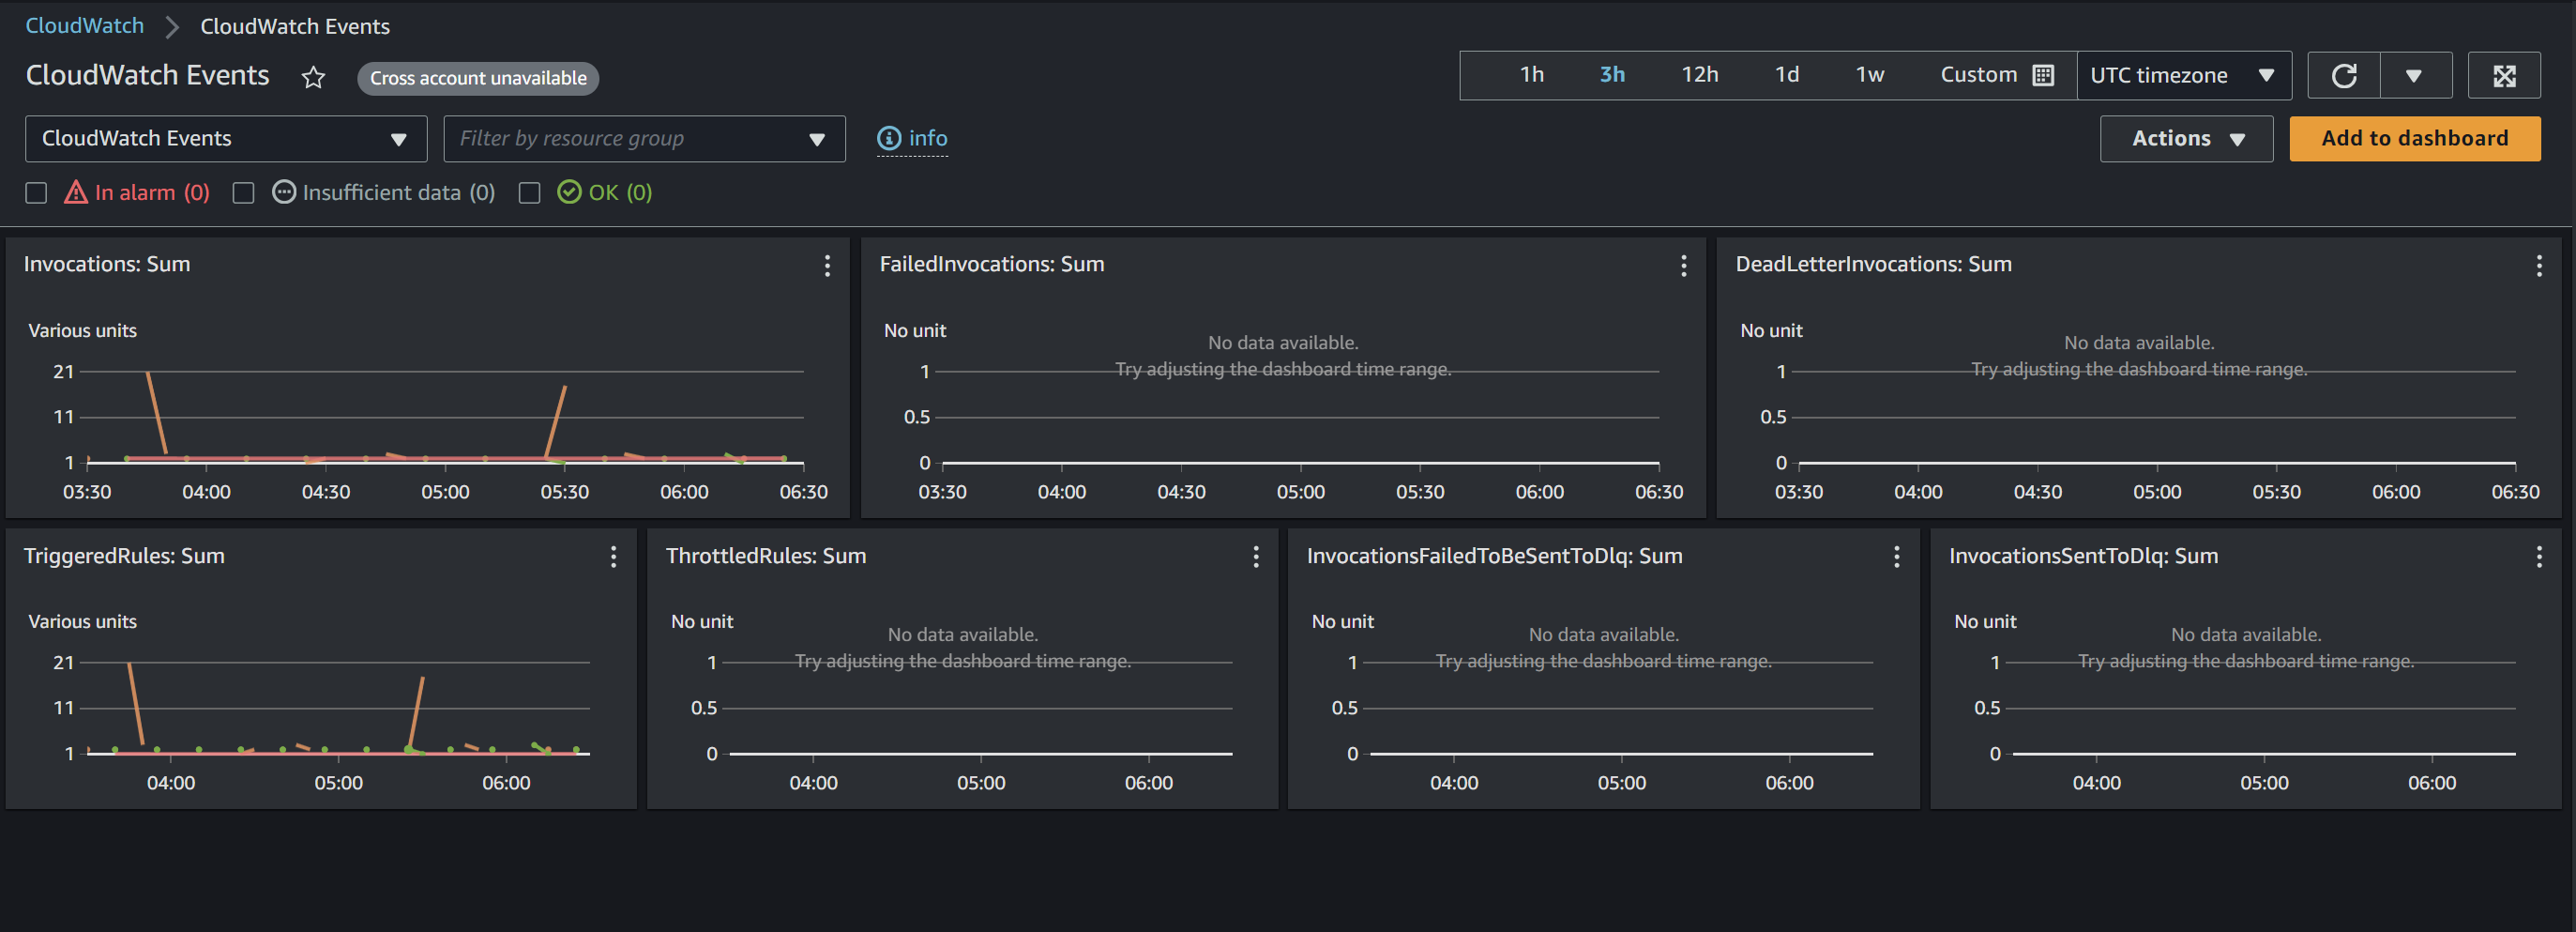 CloudWatch > CloudWatch Events
CloudWatch Events Cross account unavailable
1h 3h 12h 1d 1w Custom UTC timezone
CloudWatch Events Filter by resource group info
Actions Add to dashboard
In alarm (0) Insufficient data (0) OK (0)
Invocations: Sum
Various units
21
11
1
03:30 04:00 04:30 05:00 05:30 06:00 06:30
FailedInvocations: Sum
No unit
No data available.
Try adjusting the dashboard time range.
1
0.5
0
03:30 04:00 04:30 05:00 05:30 06:00 06:30
DeadLetterInvocations: Sum
No unit
No data available.
Try adjusting the dashboard time range.
1
0.5
0
03:30 04:00 04:30 05:00 05:30 06:00 06:30
TriggeredRules: Sum
Various units
21
11
1
04:00 05:00 06:00
ThrottledRules: Sum
No unit
No data available.
Try adjusting the dashboard time range.
1
0.5
0
04:00 05:00 06:00
InvocationsFailedToBeSentToDlq: Sum
No unit
No data available.
Try adjusting the dashboard time range.
1
0.5
0
04:00 05:00 06:00
InvocationsSentToDlq: Sum
No unit
No data available.
Try adjusting the dashboard time range.
1
0.5
0
04:00 05:00 06:00